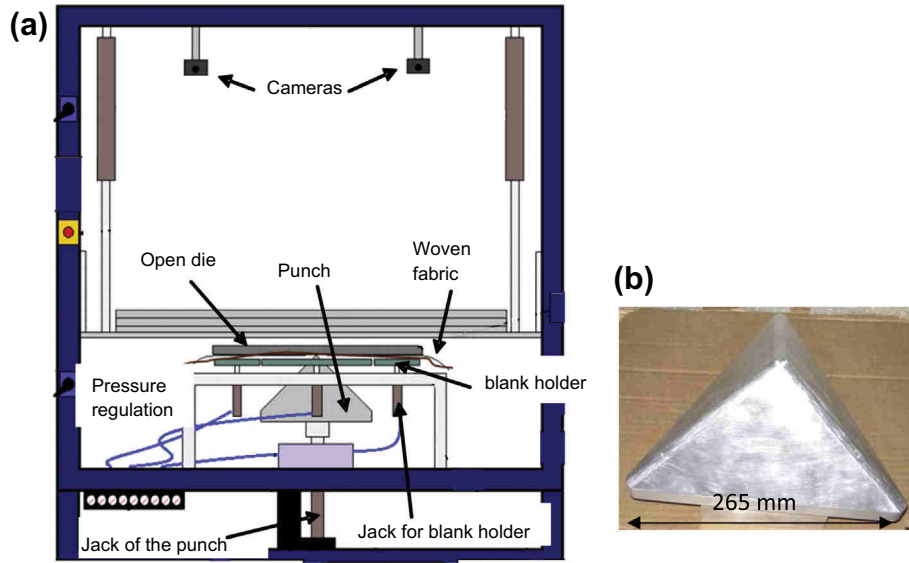 (a)
Cameras
Open die
Punch
Woven
fabric
(b)
blank holder
Pressure
regulation
265 mm
Jack of the punch
Jack for blank holder